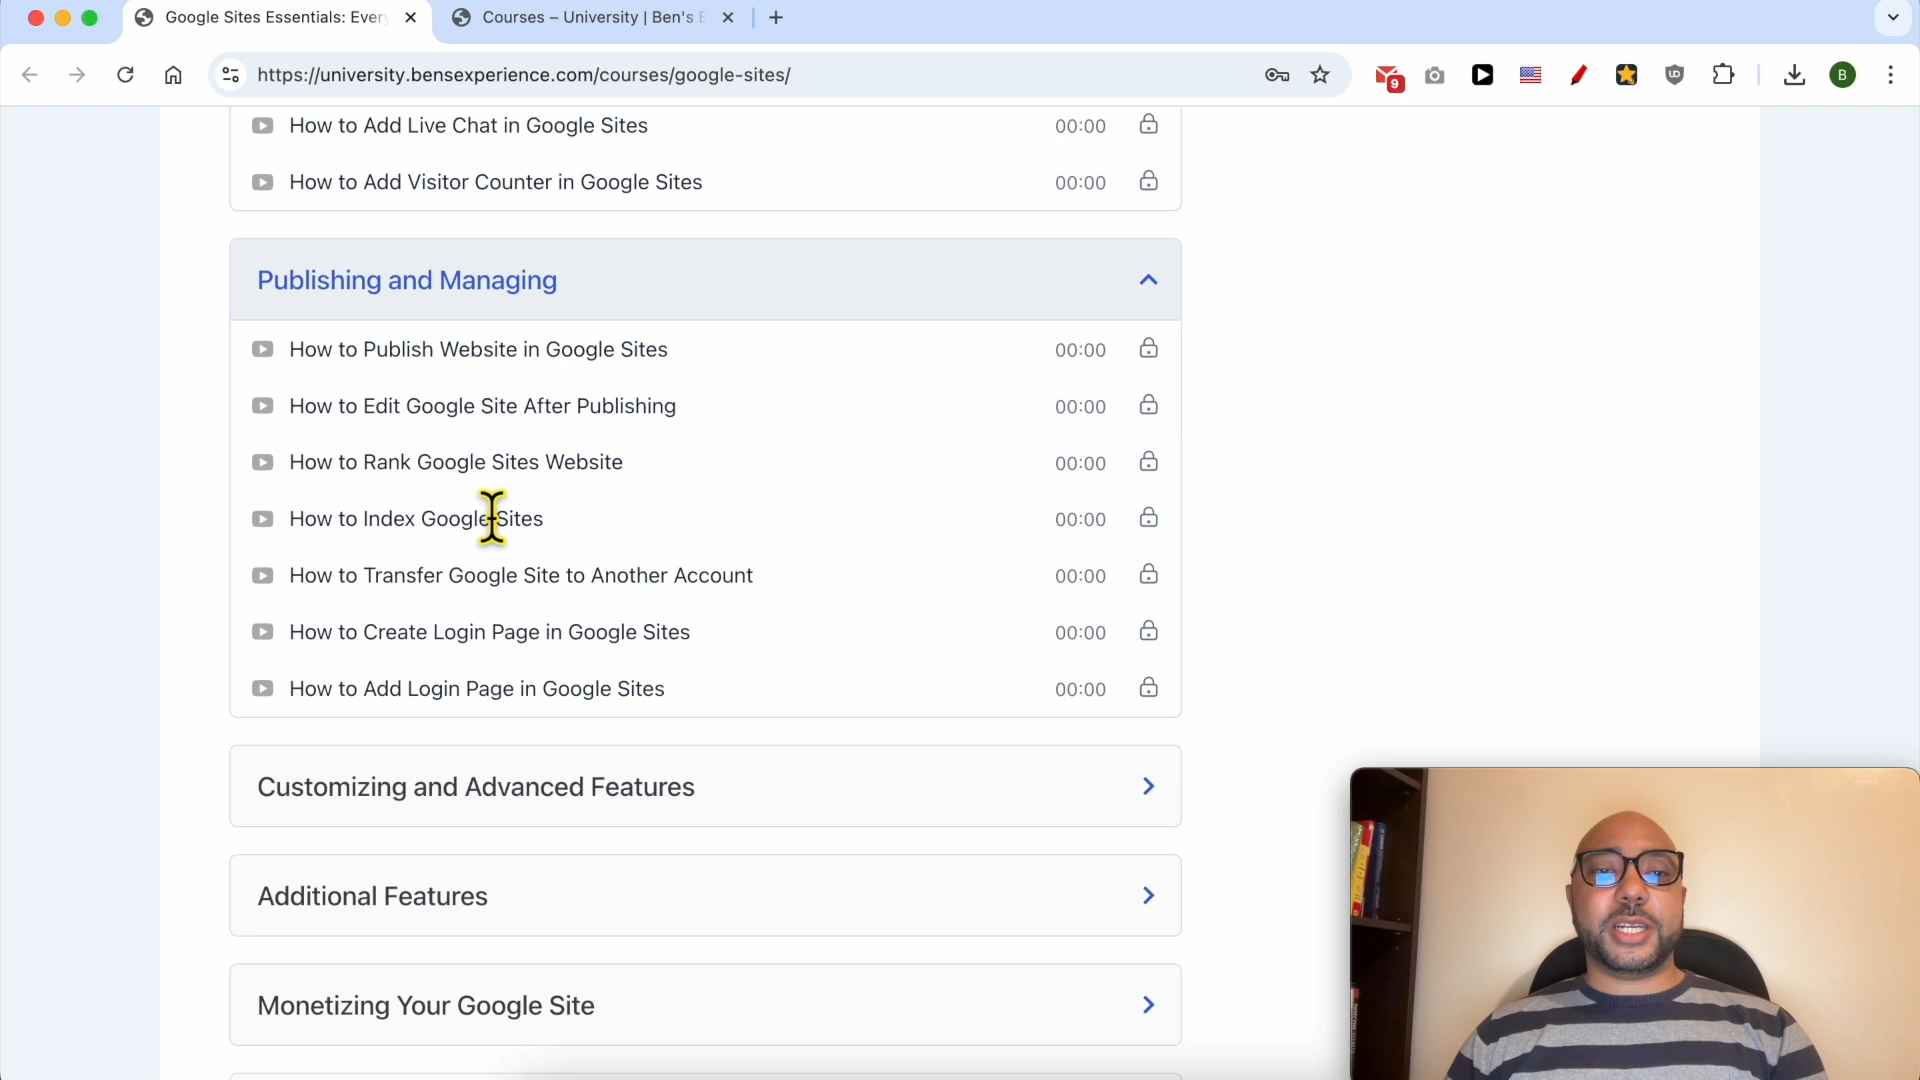 Google Sites Essentials: Ever
Courses – University | Ben's E
https://university.bensexperience.com/courses/google-sites/
9
B
How to Add Live Chat in Google Sites 00:00
How to Add Visitor Counter in Google Sites 00:00
Publishing and Managing
How to Publish Website in Google Sites 00:00
How to Edit Google Site After Publishing 00:00
How to Rank Google Sites Website 00:00
How to Index Google Sites 00:00
How to Transfer Google Site to Another Account 00:00
How to Create Login Page in Google Sites 00:00
How to Add Login Page in Google Sites 00:00
Customizing and Advanced Features
Additional Features
Monetizing Your Google Site